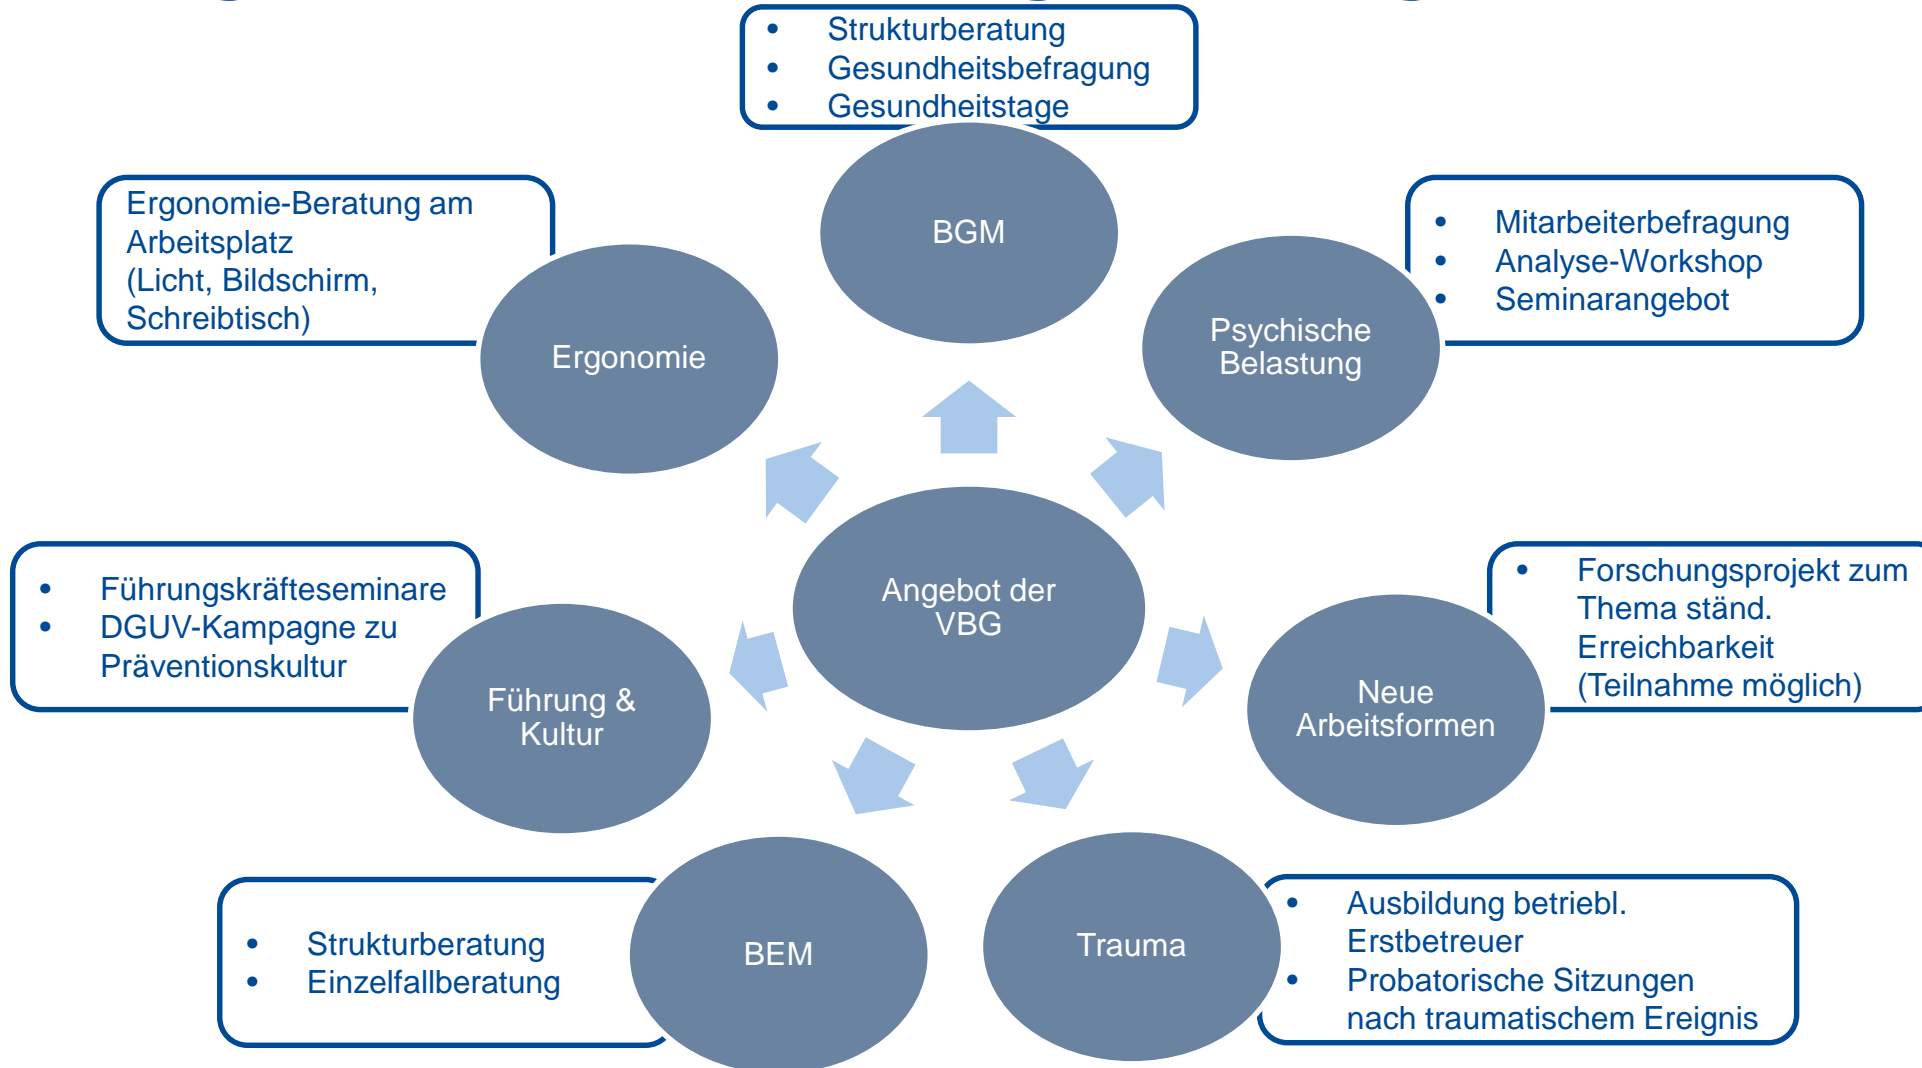 • Strukturberatung
• Gesundheitsbefragung
• Gesundheitstage
BGM
Ergonomie-Beratung am
Arbeitsplatz
(Licht, Bildschirm,
Schreibtisch)
Ergonomie
• Mitarbeiterbefragung
• Analyse-Workshop
• Seminarangebot
Psychische
Belastung
Angebot der
VBG
• Führungskräfteseminare
• DGUV-Kampagne zu
Präventionskultur
Führung &
Kultur
• Forschungsprojekt zum
Thema ständ.
Erreichbarkeit
(Teilnahme möglich)
Neue
Arbeitsformen
• Strukturberatung
• Einzelfallberatung
BEM
Trauma
• Ausbildung betriebl.
Erstbetreuer
• Probatorische Sitzungen
nach traumatischem Ereignis